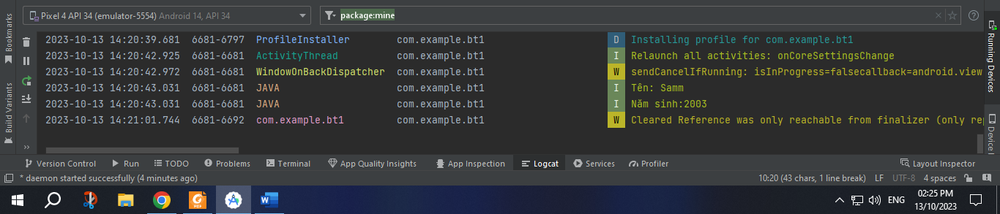 Bookmarks
Build Variants
Pixel 4 API 34 (emulator-5554) Android 14, API 34
package:mine
2023-10-13 14:20:39.681 6681-6797 ProfileInstaller com.example.bt1 D Installing profile for com.example.bt1
2023-10-13 14:20:42.925 6681-6681 ActivityThread com.example.bt1 I Relaunch all activities: onCoreSettingsChange
2023-10-13 14:20:42.972 6681-6681 WindowOnBackDispatcher com.example.bt1 W sendCancelIfRunning: isInProgress=falsecallback=android.view
2023-10-13 14:20:43.031 6681-6681 JAVA com.example.bt1 I Tên: Samm
2023-10-13 14:20:43.031 6681-6681 JAVA com.example.bt1 I Năm sinh:2003
2023-10-13 14:21:01.744 6681-6692 com.example.bt1 com.example.bt1 W Cleared Reference was only reachable from finalizer (only rep
Running Devices
Device
Version Control Run TODO Problems Terminal App Quality Insights App Inspection Logcat Services Profiler Layout Inspector
* daemon started successfully (4 minutes ago) 10:20 (43 chars, 1 line break) LF UTF-8 4 spaces
PDF W ENG 02:25 PM
13/10/2023